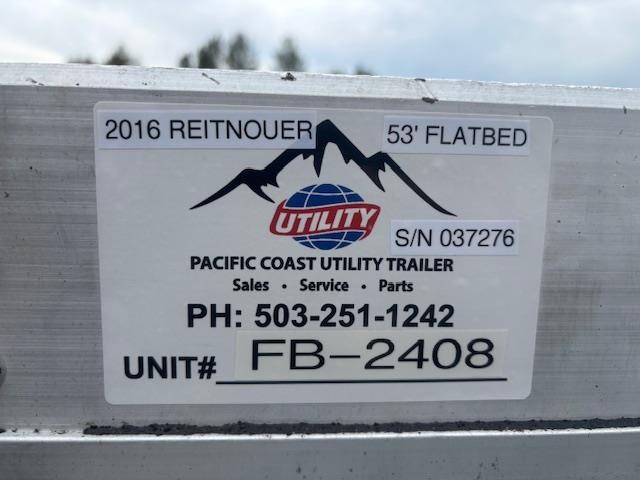 2016 REITNOUER
53' FLATBED
UTILITY
S/N 037276
PACIFIC COAST UTILITY TRAILER
Sales • Service • Parts
PH: 503-251-1242
UNIT# FB-2408